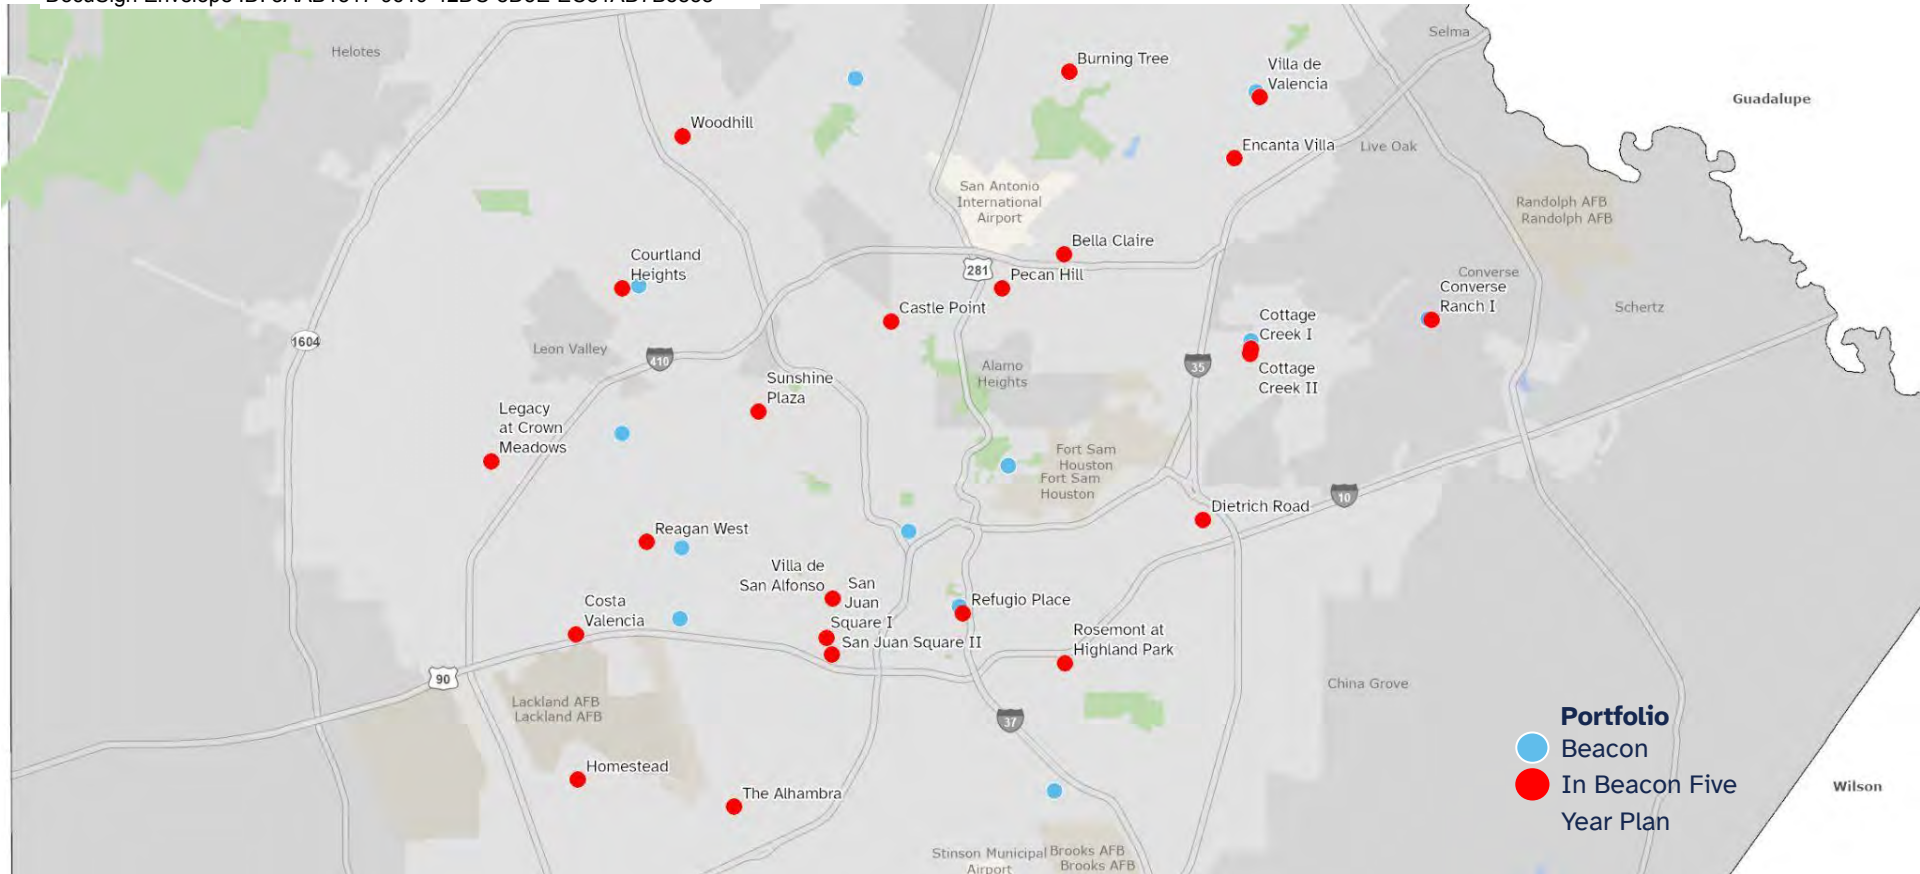 Helotes
Selma
Burning Tree
Villa de
Valencia
Guadalupe
Woodhill
Encanta Villa
Live Oak
San Antonio
International
Airport
Randolph AFB
Randolph AFB
Bella Claire
Courtland
Heights
281
Pecan Hill
Converse
Converse
Ranch I
Castle Point
Cottage
Creek I
Schertz
1604
Leon Valley
410
Alamo
Heights
35
Cottage
Creek II
Sunshine
Plaza
Legacy
at Crown
Meadows
Fort Sam
Houston
Fort Sam
Houston
10
Dietrich Road
Reagan West
Villa de
San Alfonso
San
Juan
Square I
San Juan Square II
Costa
Valencia
Refugio Place
Rosemont at
Highland Park
90
China Grove
Lackland AFB
Lackland AFB
37
Portfolio
Beacon
In Beacon Five
Year Plan
Homestead
The Alhambra
Wilson
Stinson Municipal
Airport
Brooks AFB
Brooks AFB